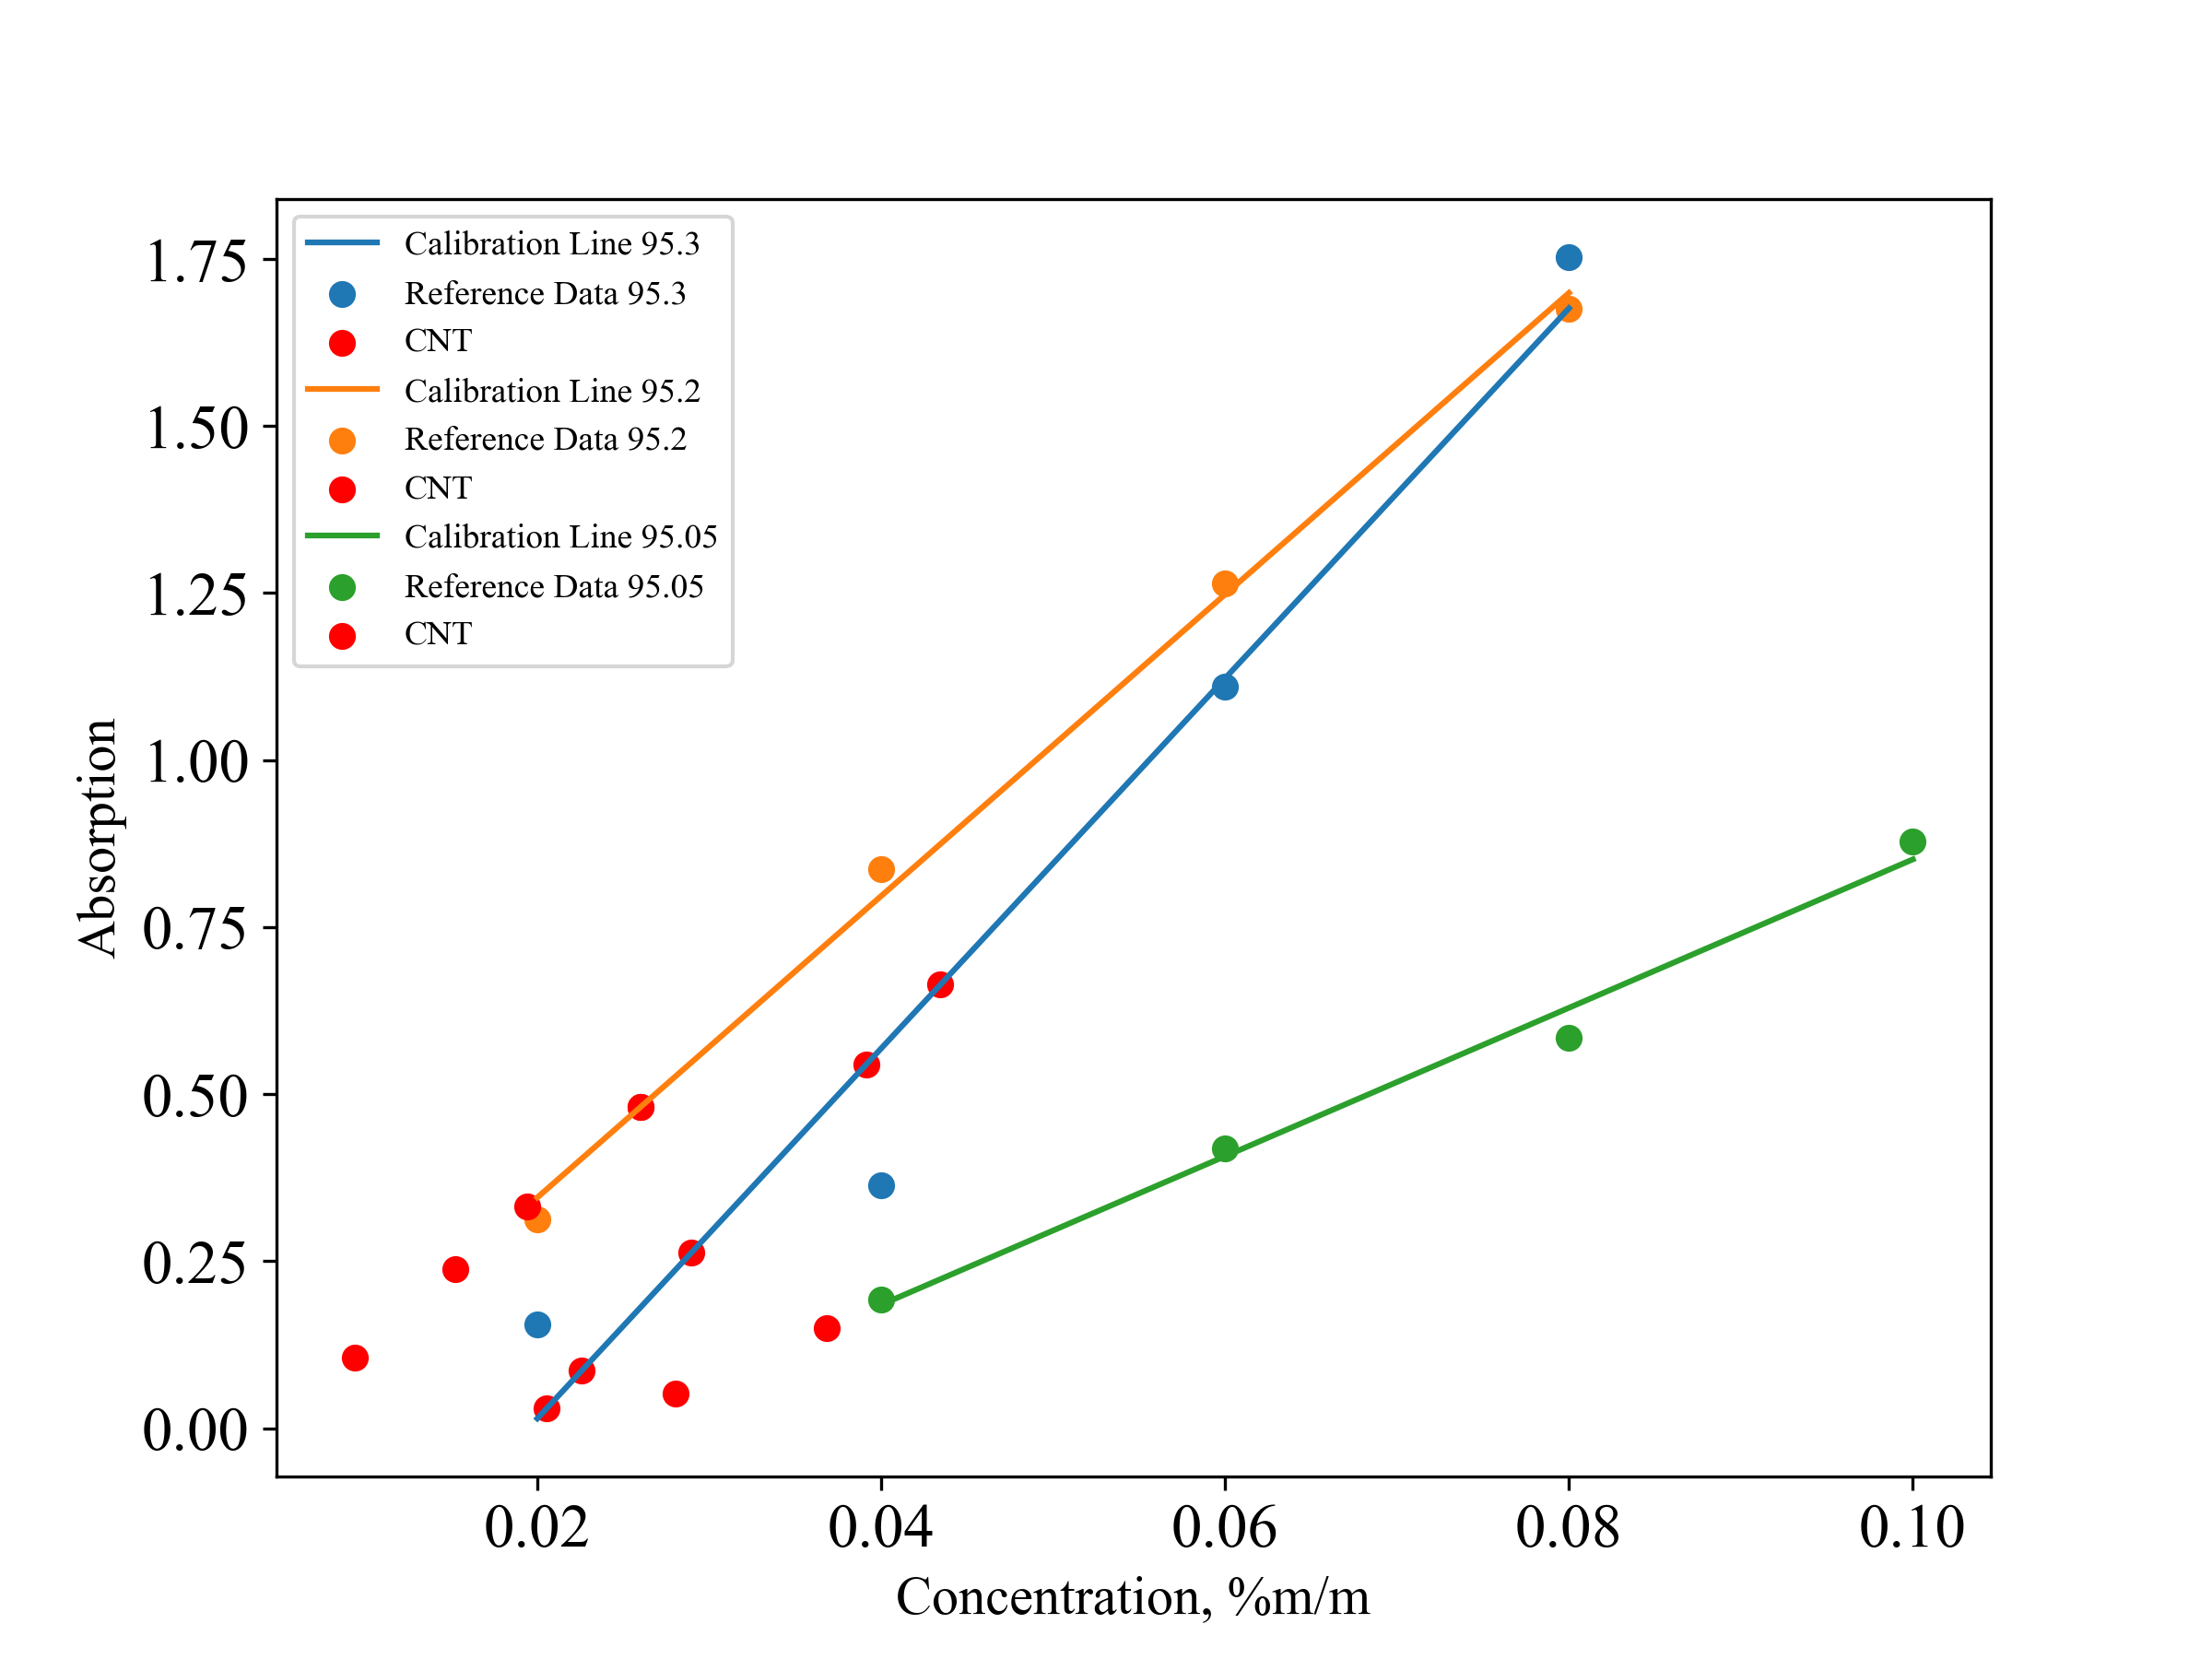 Calibration Line 95.3
Reference Data 95.3
CNT
Calibration Line 95.2
Reference Data 95.2
CNT
Calibration Line 95.05
Reference Data 95.05
CNT
1.75
1.50
1.25
1.00
0.75
0.50
0.25
0.00
Absorption
0.02 0.04 0.06 0.08 0.10
Concentration, %m/m